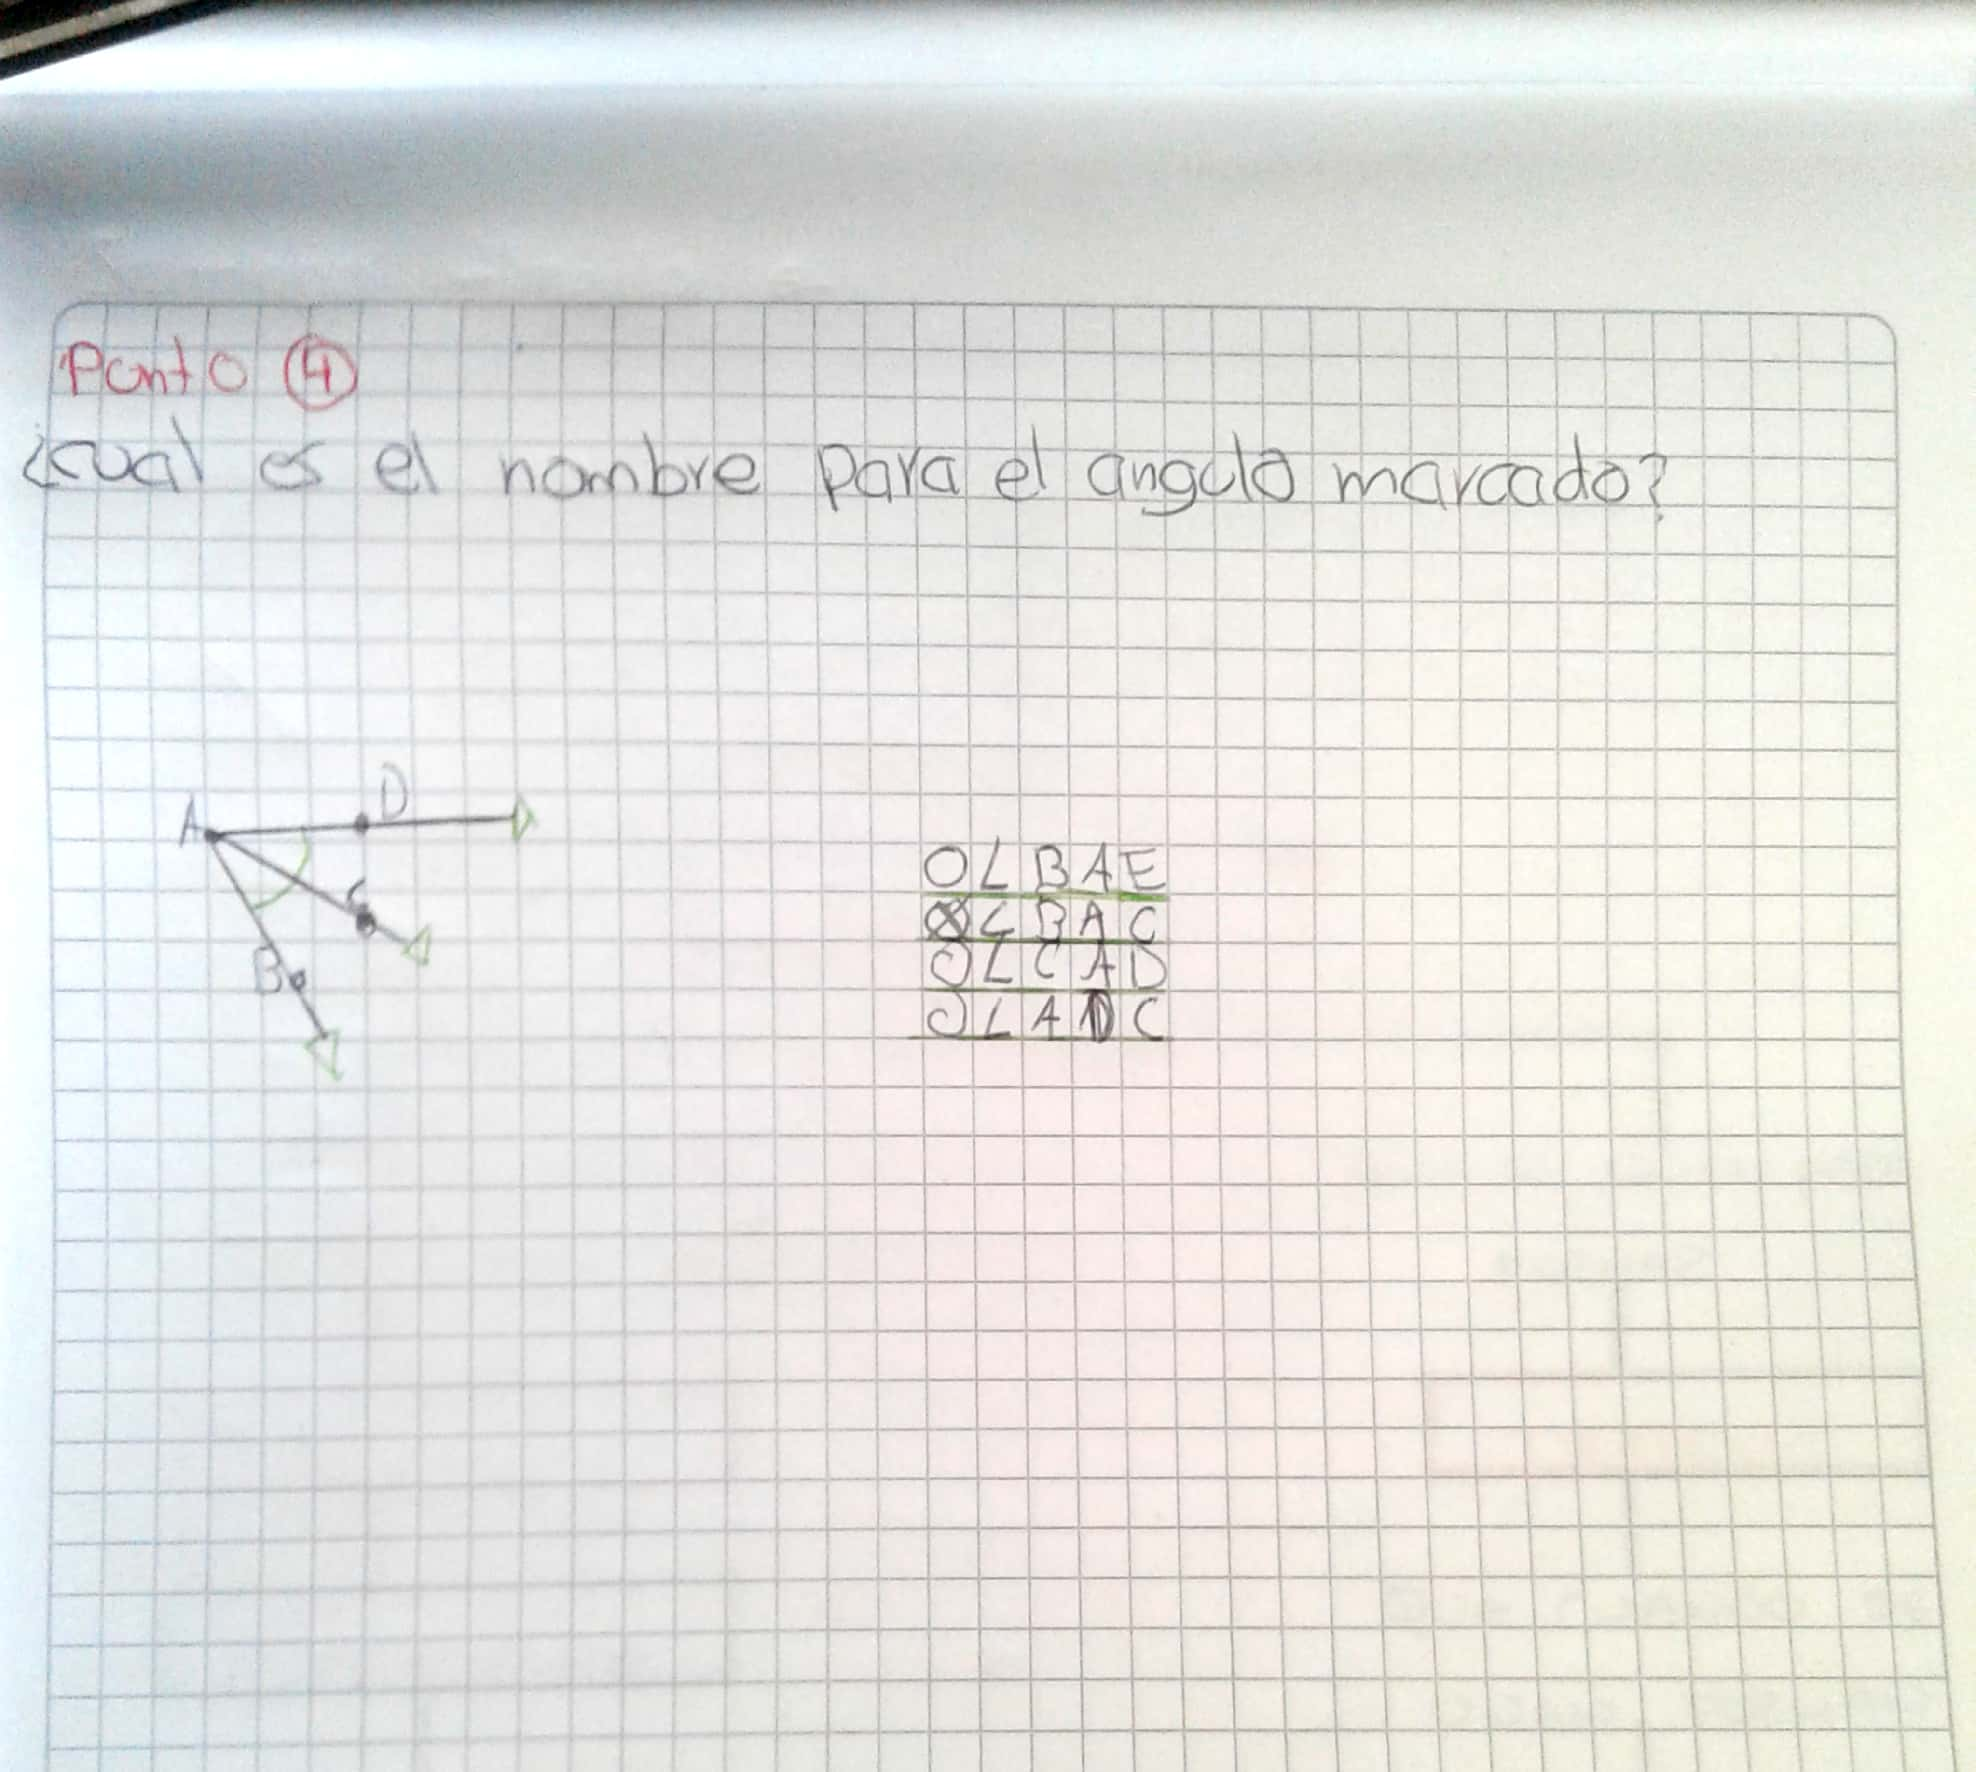 Punto 4
¿cual es el nombre para el angulo marcado?
A
D
C
B
O∠BAE
⊗∠BAC
O∠CAD
O∠ADC